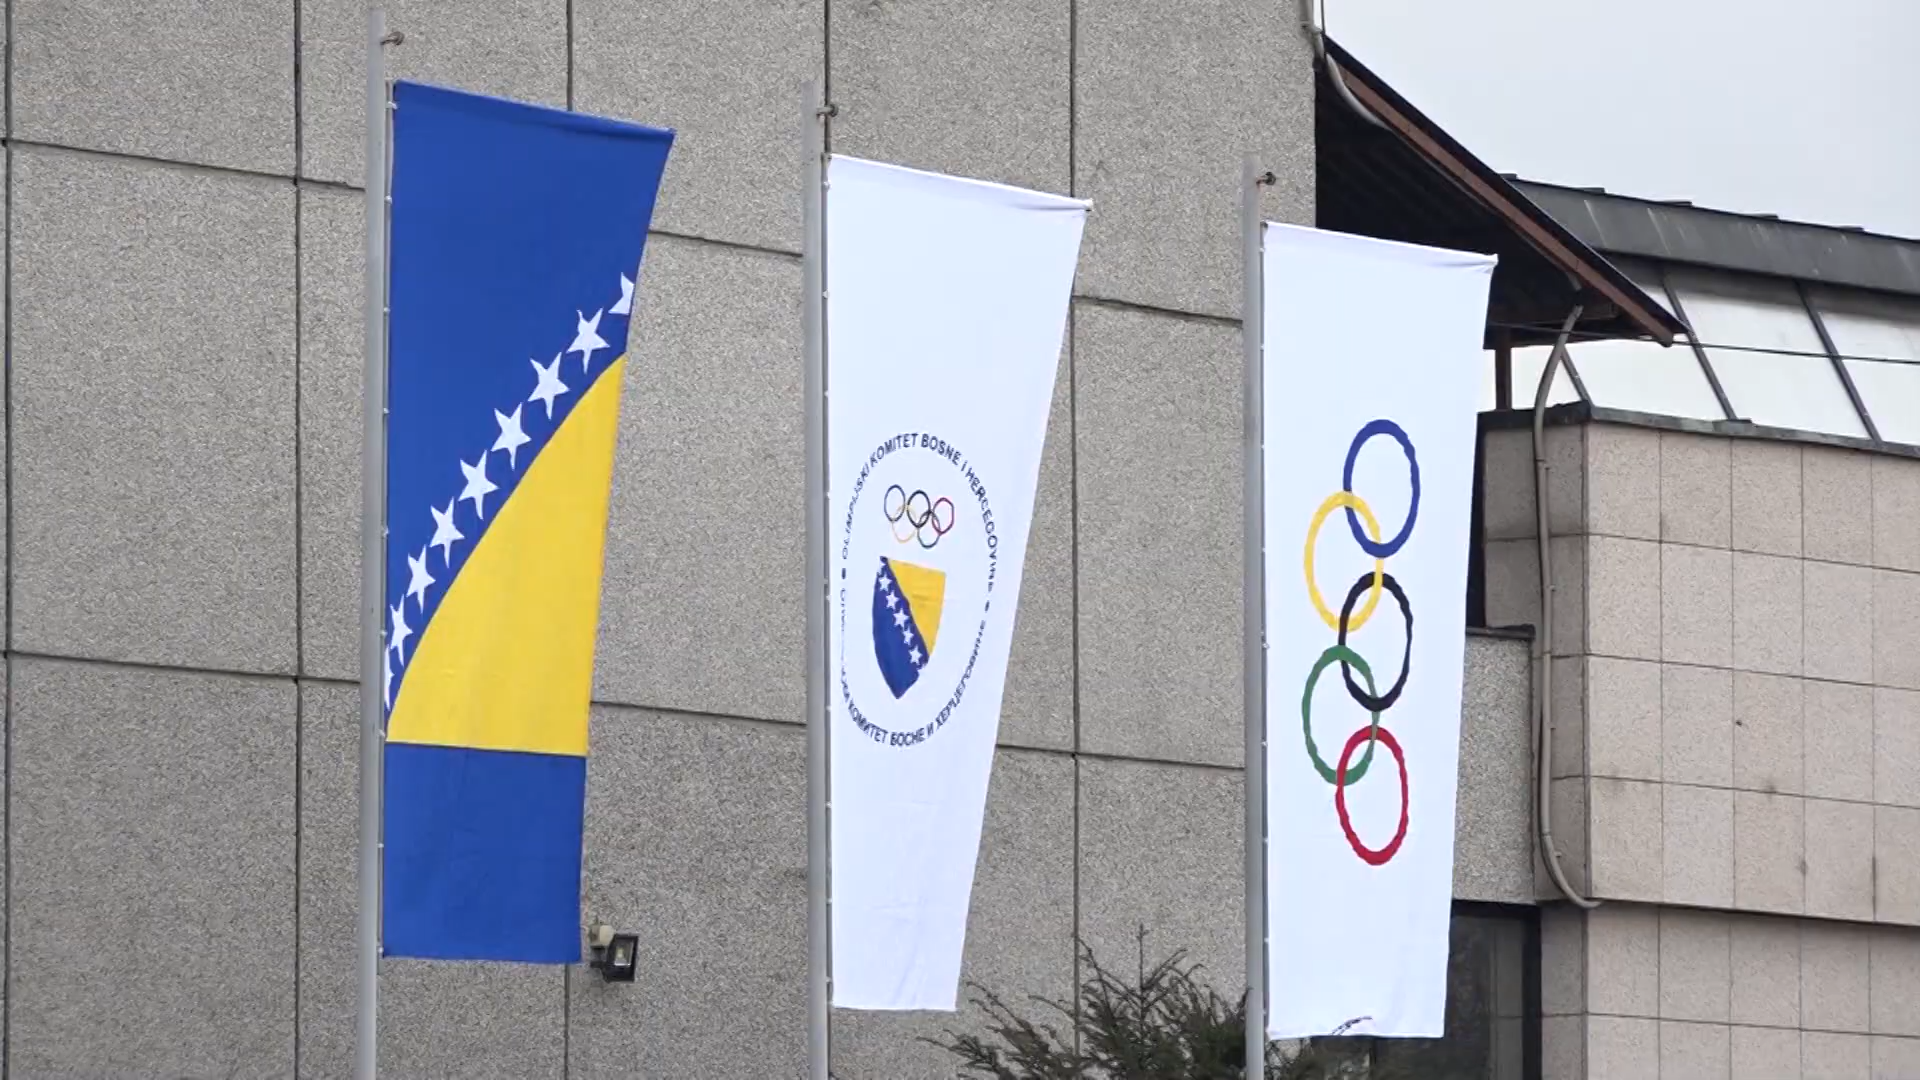 OLIMPIJSKI KOMITET BOSNE I HERCEGOVINE
КОМИТЕТ БОСНЕ И ХЕРЦЕГОВИНЕ